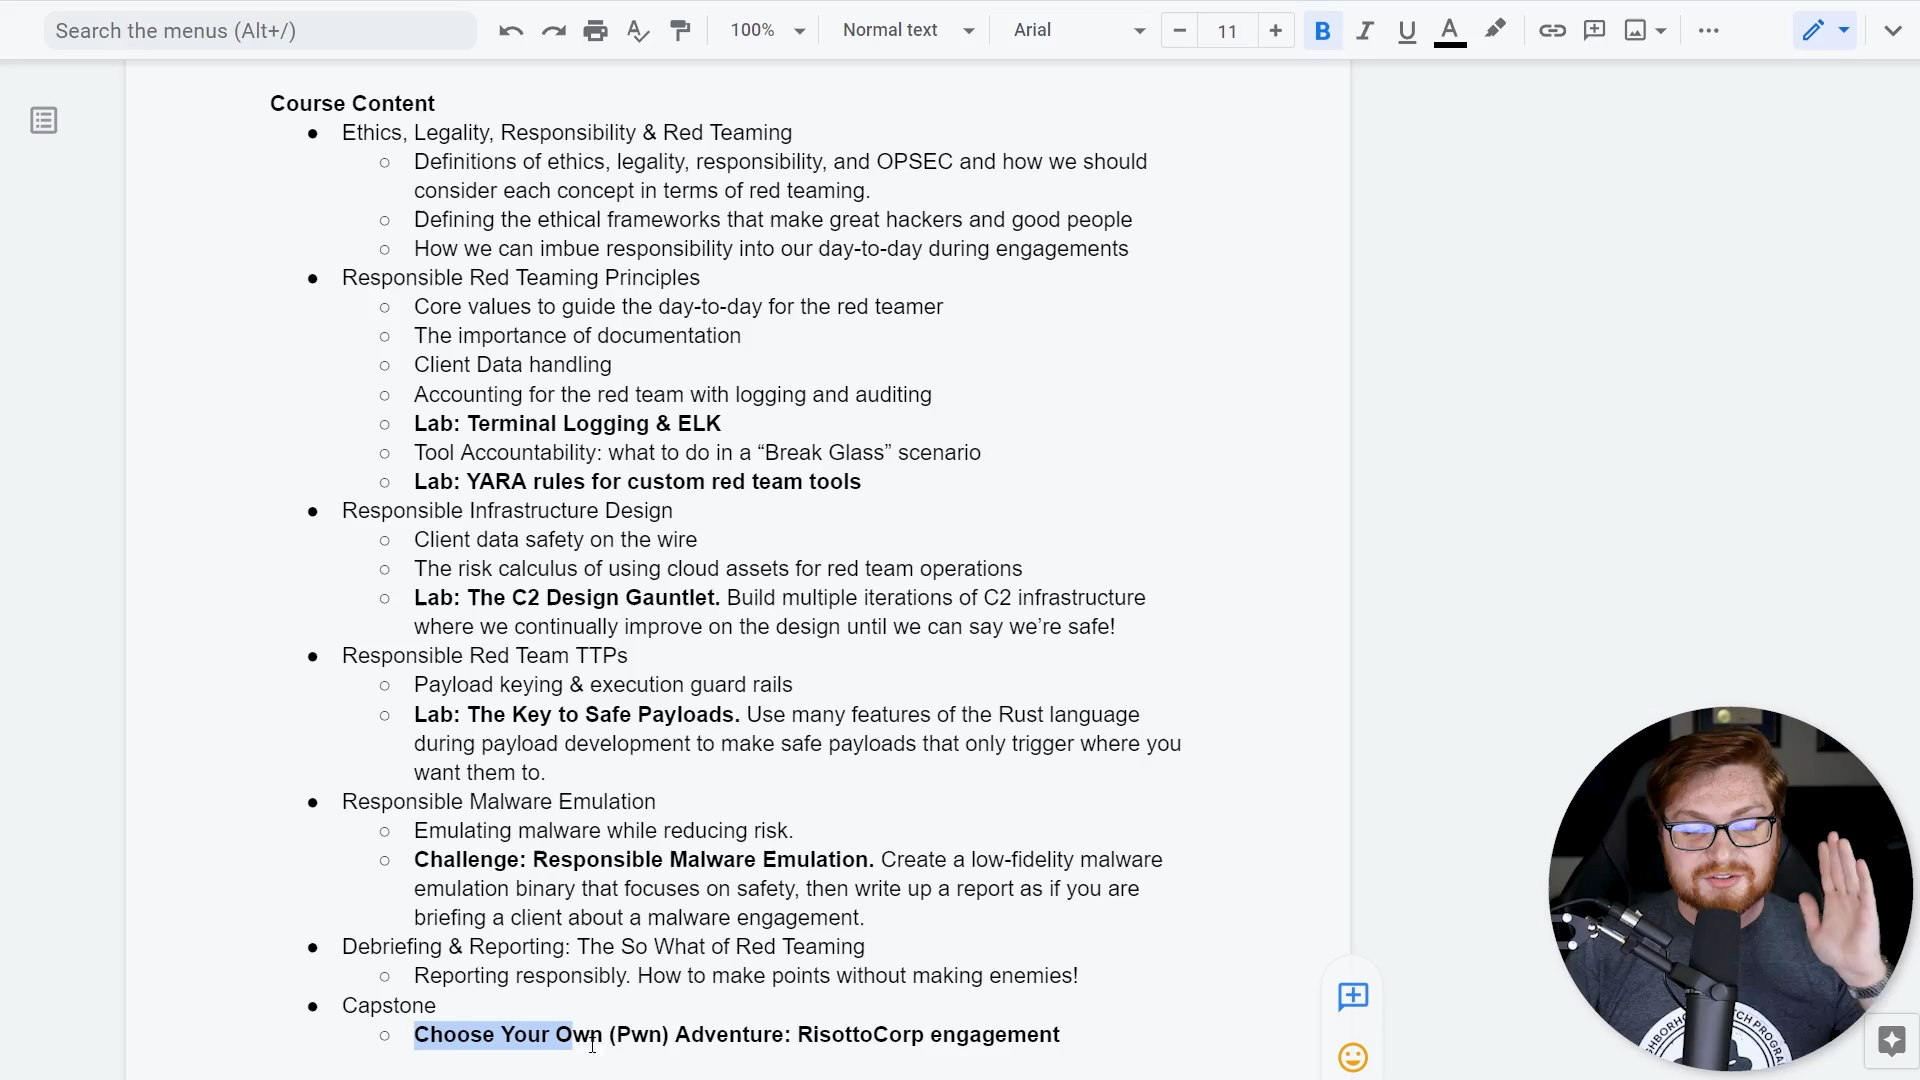 Search the menus (Alt+/)
100%
Normal text
Arial
11
B
I
U
A
Course Content
● Ethics, Legality, Responsibility & Red Teaming
○ Definitions of ethics, legality, responsibility, and OPSEC and how we should
consider each concept in terms of red teaming.
○ Defining the ethical frameworks that make great hackers and good people
○ How we can imbue responsibility into our day-to-day during engagements
● Responsible Red Teaming Principles
○ Core values to guide the day-to-day for the red teamer
○ The importance of documentation
○ Client Data handling
○ Accounting for the red team with logging and auditing
○ Lab: Terminal Logging & ELK
○ Tool Accountability: what to do in a “Break Glass” scenario
○ Lab: YARA rules for custom red team tools
● Responsible Infrastructure Design
○ Client data safety on the wire
○ The risk calculus of using cloud assets for red team operations
○ Lab: The C2 Design Gauntlet. Build multiple iterations of C2 infrastructure
where we continually improve on the design until we can say we’re safe!
● Responsible Red Team TTPs
○ Payload keying & execution guard rails
○ Lab: The Key to Safe Payloads. Use many features of the Rust language
during payload development to make safe payloads that only trigger where you
want them to.
● Responsible Malware Emulation
○ Emulating malware while reducing risk.
○ Challenge: Responsible Malware Emulation. Create a low-fidelity malware
emulation binary that focuses on safety, then write up a report as if you are
briefing a client about a malware engagement.
● Debriefing & Reporting: The So What of Red Teaming
○ Reporting responsibly. How to make points without making enemies!
● Capstone
○ Choose Your Own (Pwn) Adventure: RisottoCorp engagement